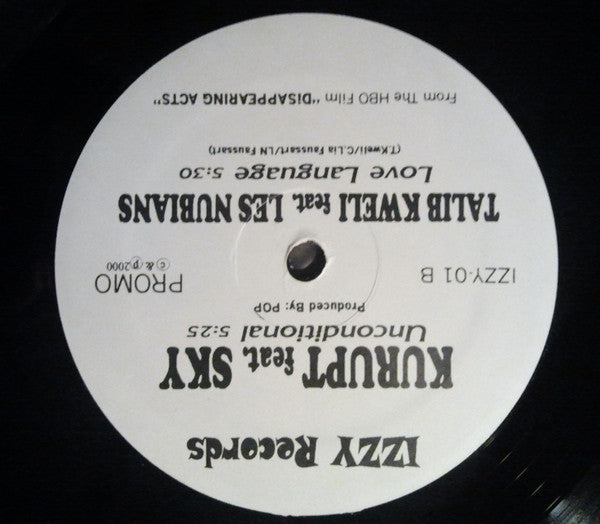 IZZY Records
KURUPT feat. SKY
Unconditional 5:25
Produced By: POP
IZZY-01 B
PROMO
© & ℗ 2000
TALIB KWELI feat. LES NUBIANS
Love Language 5:30
(T.Kweli/C.Lia Faussart/LN Faussart)
From The HBO Film "DISAPPEARING ACTS"